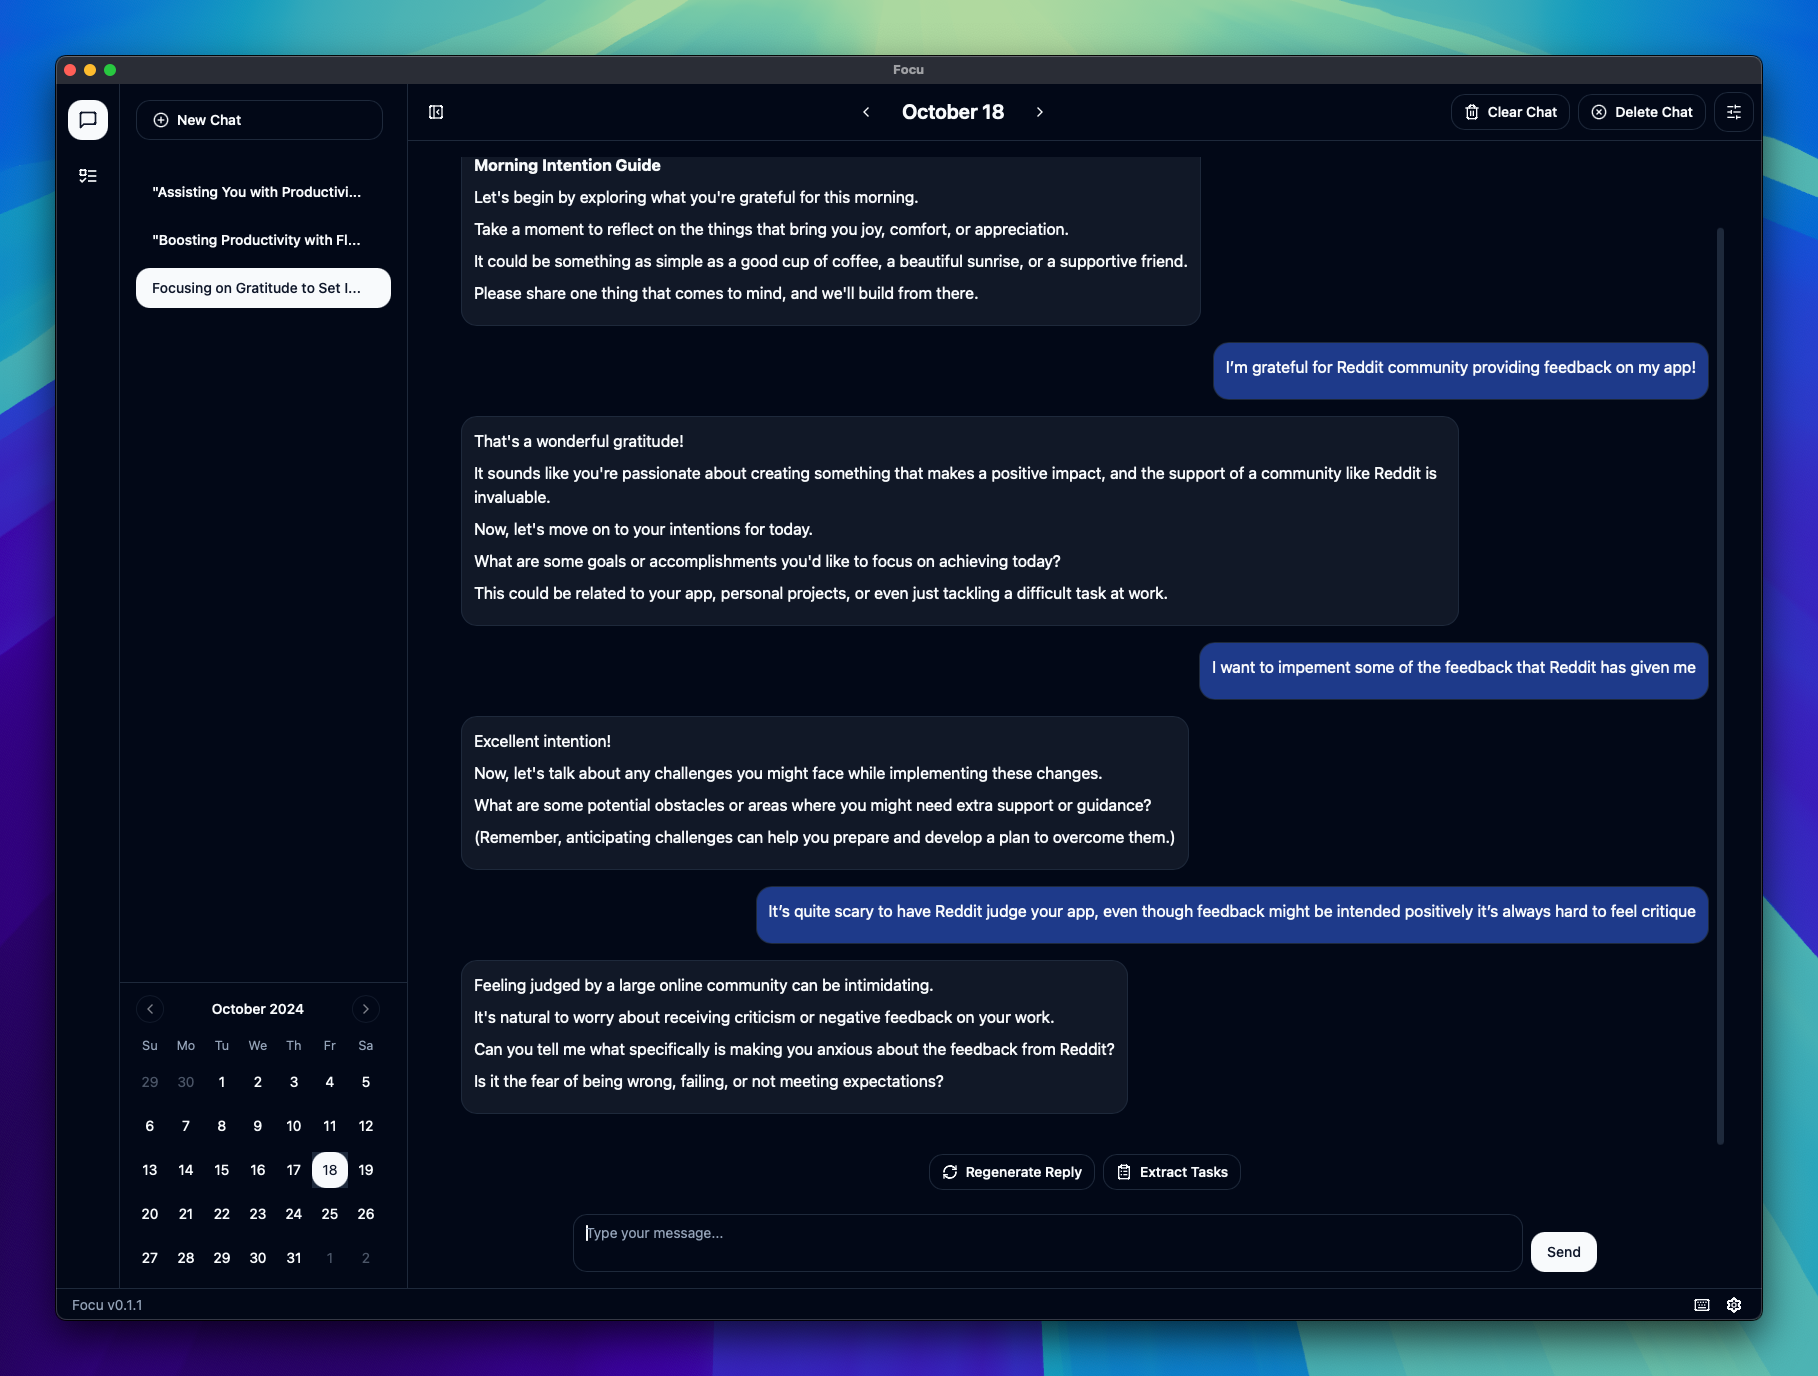 Focu
New Chat
"Assisting You with Productivi...
"Boosting Productivity with Fl...
Focusing on Gratitude to Set I...
October 18
Clear Chat
Delete Chat
Morning Intention Guide
Let's begin by exploring what you're grateful for this morning.
Take a moment to reflect on the things that bring you joy, comfort, or appreciation.
It could be something as simple as a good cup of coffee, a beautiful sunrise, or a supportive friend.
Please share one thing that comes to mind, and we'll build from there.
I’m grateful for Reddit community providing feedback on my app!
That's a wonderful gratitude!
It sounds like you're passionate about creating something that makes a positive impact, and the support of a community like Reddit is
invaluable.
Now, let's move on to your intentions for today.
What are some goals or accomplishments you'd like to focus on achieving today?
This could be related to your app, personal projects, or even just tackling a difficult task at work.
I want to impement some of the feedback that Reddit has given me
Excellent intention!
Now, let's talk about any challenges you might face while implementing these changes.
What are some potential obstacles or areas where you might need extra support or guidance?
(Remember, anticipating challenges can help you prepare and develop a plan to overcome them.)
It’s quite scary to have Reddit judge your app, even though feedback might be intended positively it’s always hard to feel critique
Feeling judged by a large online community can be intimidating.
It's natural to worry about receiving criticism or negative feedback on your work.
Can you tell me what specifically is making you anxious about the feedback from Reddit?
Is it the fear of being wrong, failing, or not meeting expectations?
Regenerate Reply
Extract Tasks
Type your message...
Send
October 2024
Su Mo Tu We Th Fr Sa
29 30 1 2 3 4 5
6 7 8 9 10 11 12
13 14 15 16 17 18 19
20 21 22 23 24 25 26
27 28 29 30 31 1 2
Focu v0.1.1